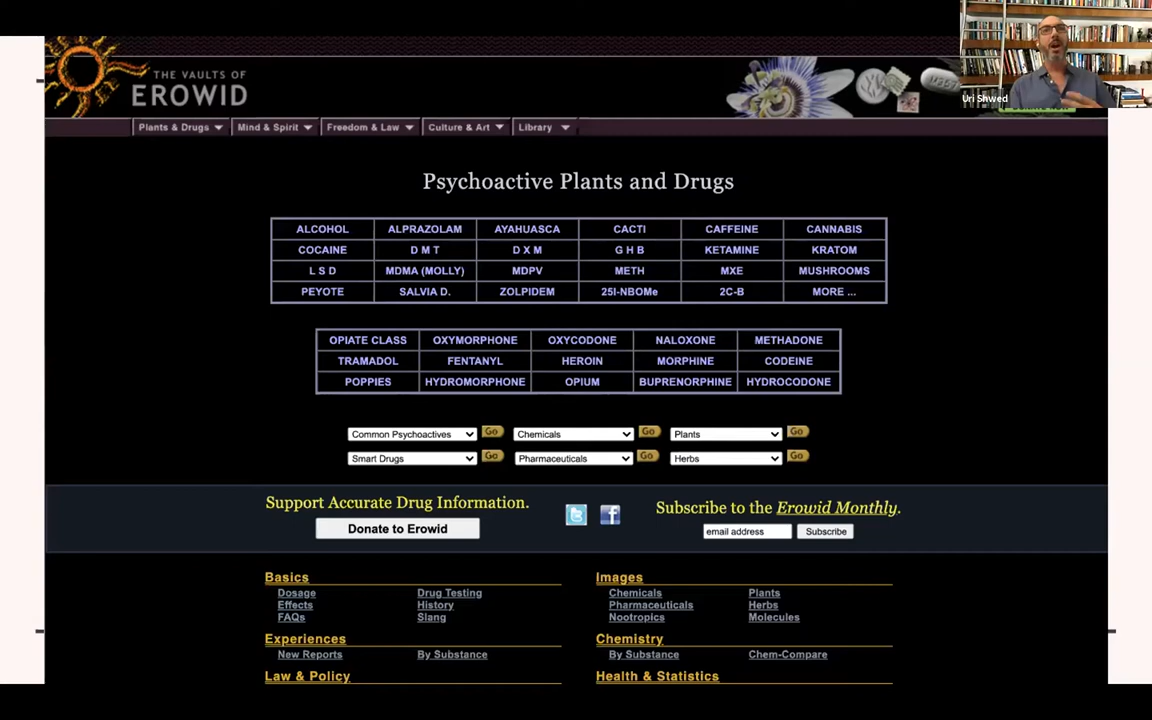 THE VAULTS OF
EROWID
Uri Shwed
Plants & Drugs
Mind & Spirit
Freedom & Law
Culture & Art
Library
Psychoactive Plants and Drugs
ALCOHOL ALPRAZOLAM AYAHUASCA CACTI CAFFEINE CANNABIS
COCAINE D M T D X M G H B KETAMINE KRATOM
L S D MDMA (MOLLY) MDPV METH MXE MUSHROOMS
PEYOTE SALVIA D. ZOLPIDEM 25I-NBOMe 2C-B MORE ...
OPIATE CLASS OXYMORPHONE OXYCODONE NALOXONE METHADONE
TRAMADOL FENTANYL HEROIN MORPHINE CODEINE
POPPIES HYDROMORPHONE OPIUM BUPRENORPHINE HYDROCODONE
Common Psychoactives Go Chemicals Go Plants Go
Smart Drugs Go Pharmaceuticals Go Herbs Go
Support Accurate Drug Information.
Donate to Erowid
Subscribe to the Erowid Monthly.
email address Subscribe
Basics
Dosage Drug Testing
Effects History
FAQs Slang
Experiences
New Reports By Substance
Law & Policy
Images
Chemicals Plants
Pharmaceuticals Herbs
Nootropics Molecules
Chemistry
By Substance Chem-Compare
Health & Statistics